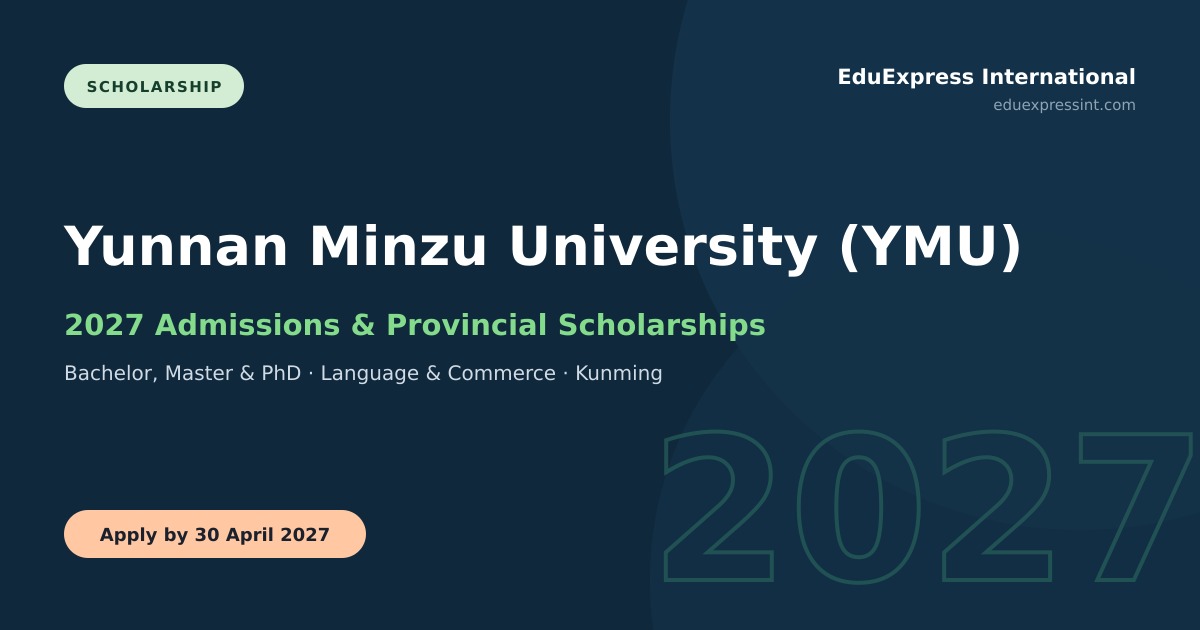 SCHOLARSHIP
EduExpress International
eduexpressint.com
Yunnan Minzu University (YMU)
2027 Admissions & Provincial Scholarships
Bachelor, Master & PhD · Language & Commerce · Kunming
2027
Apply by 30 April 2027